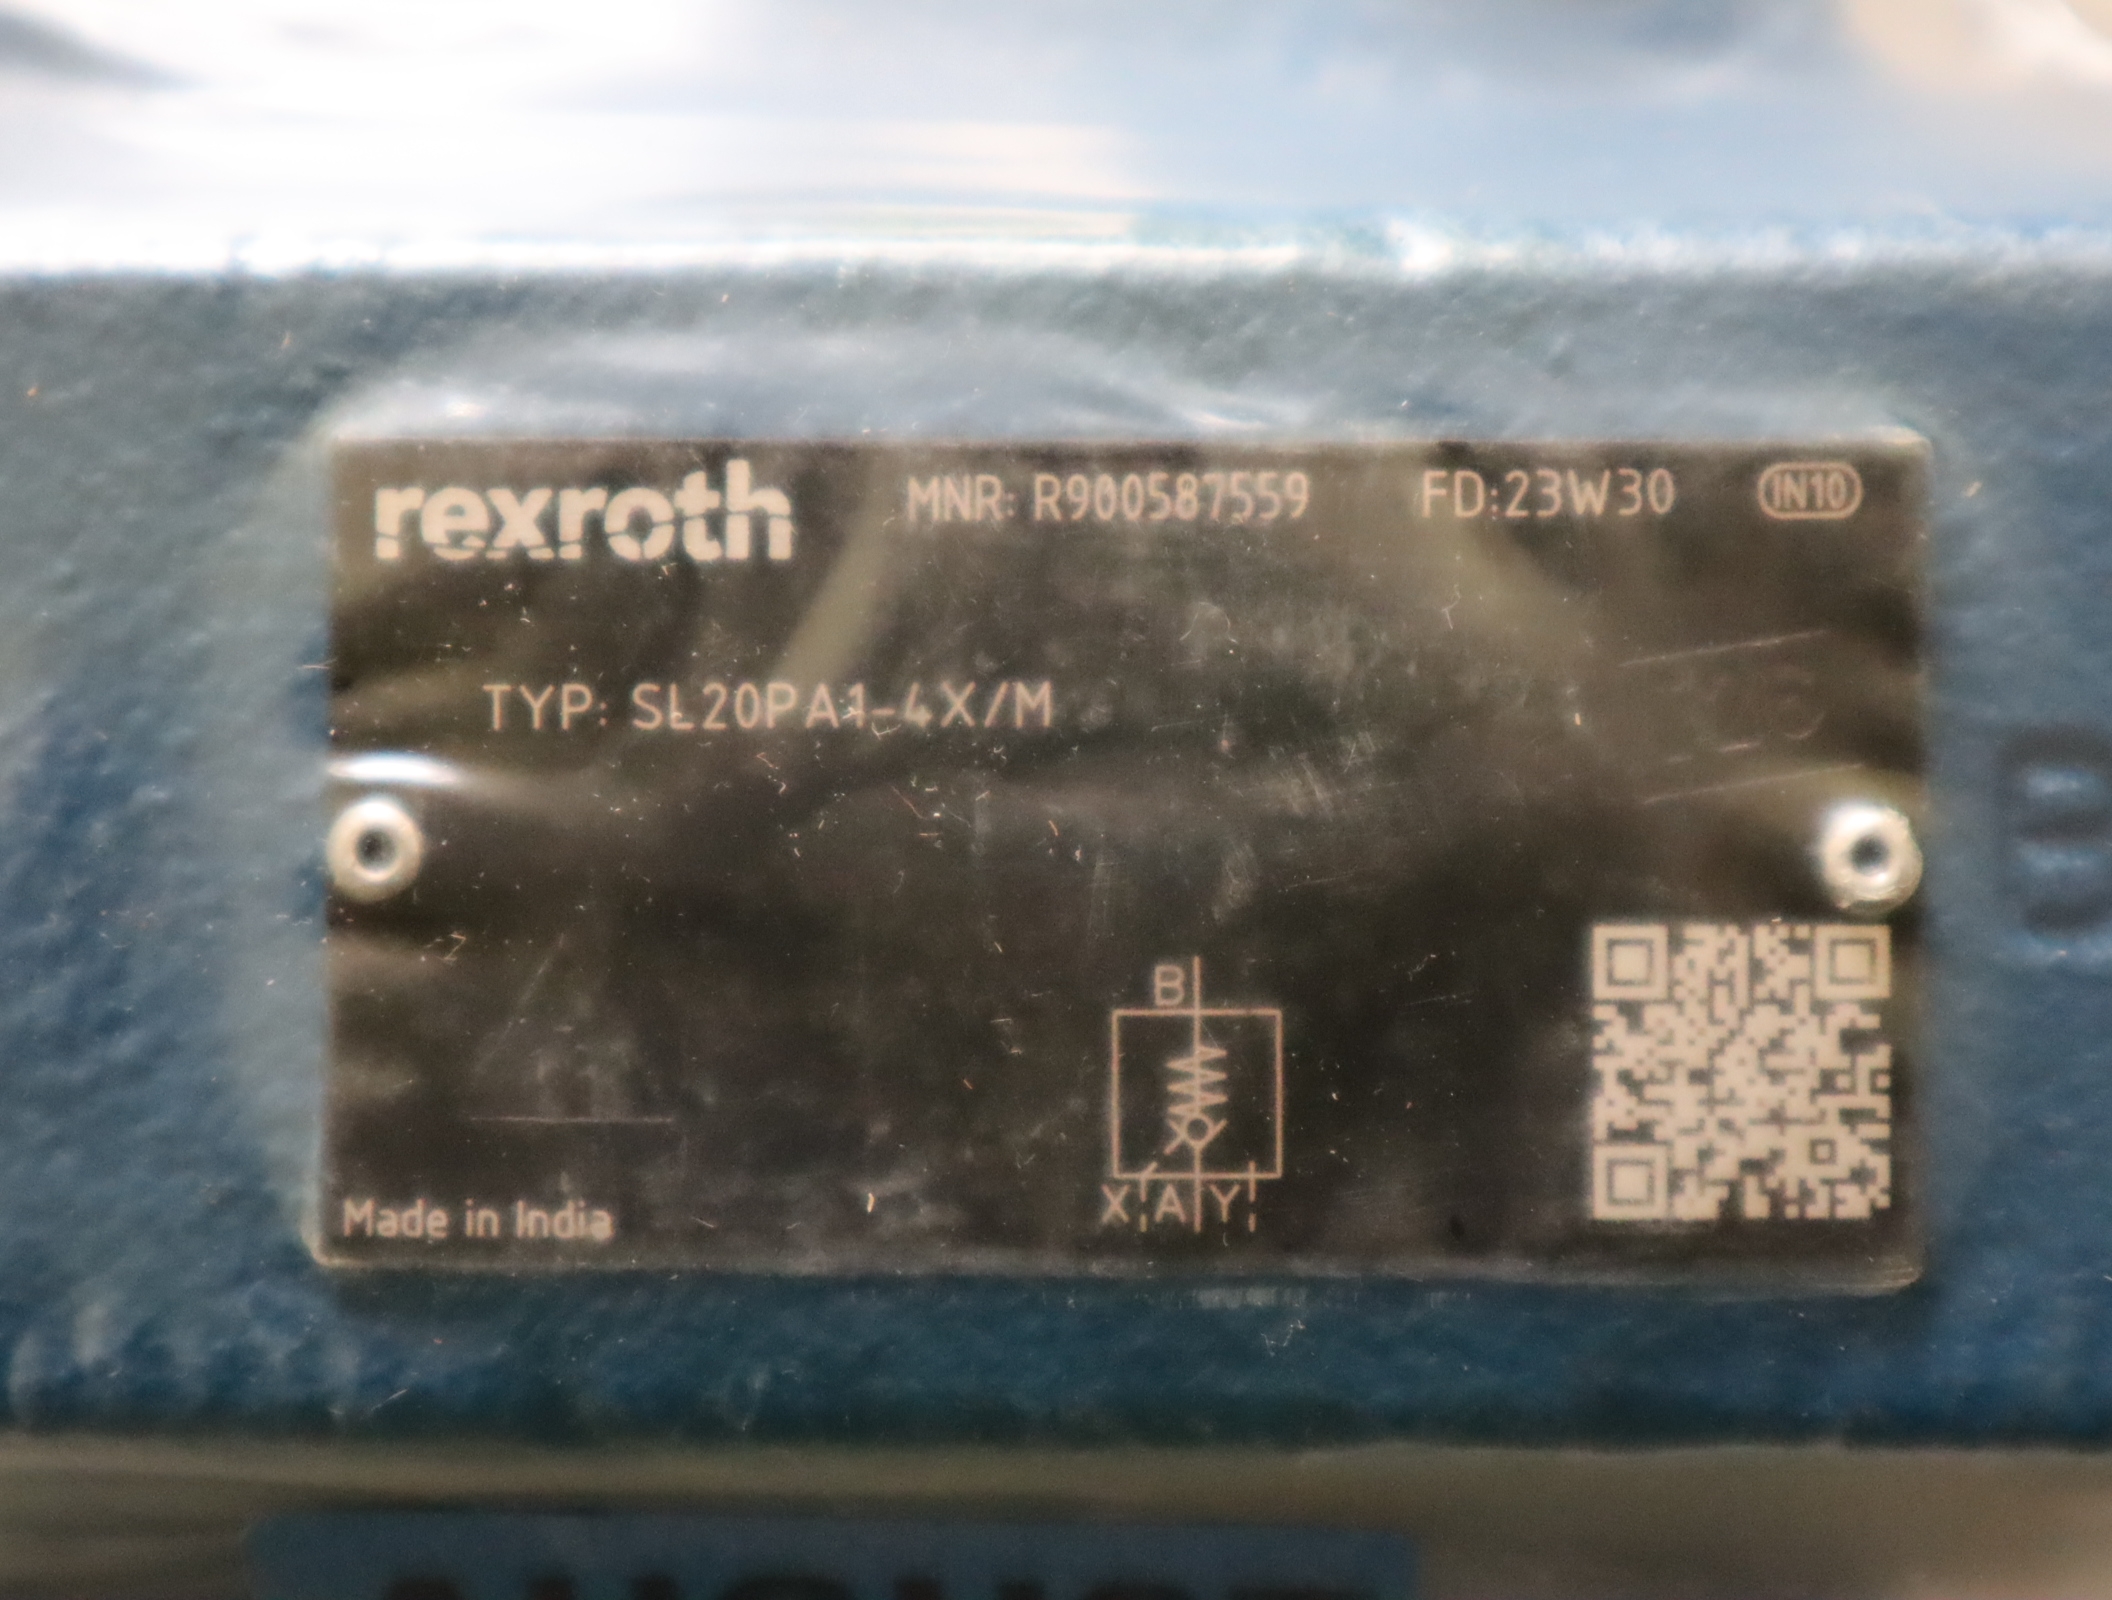 rexroth MNR: R900587559 FD:23W30 IN10
TYP: SL20PA1-4X/M
B
X A Y
Made in India